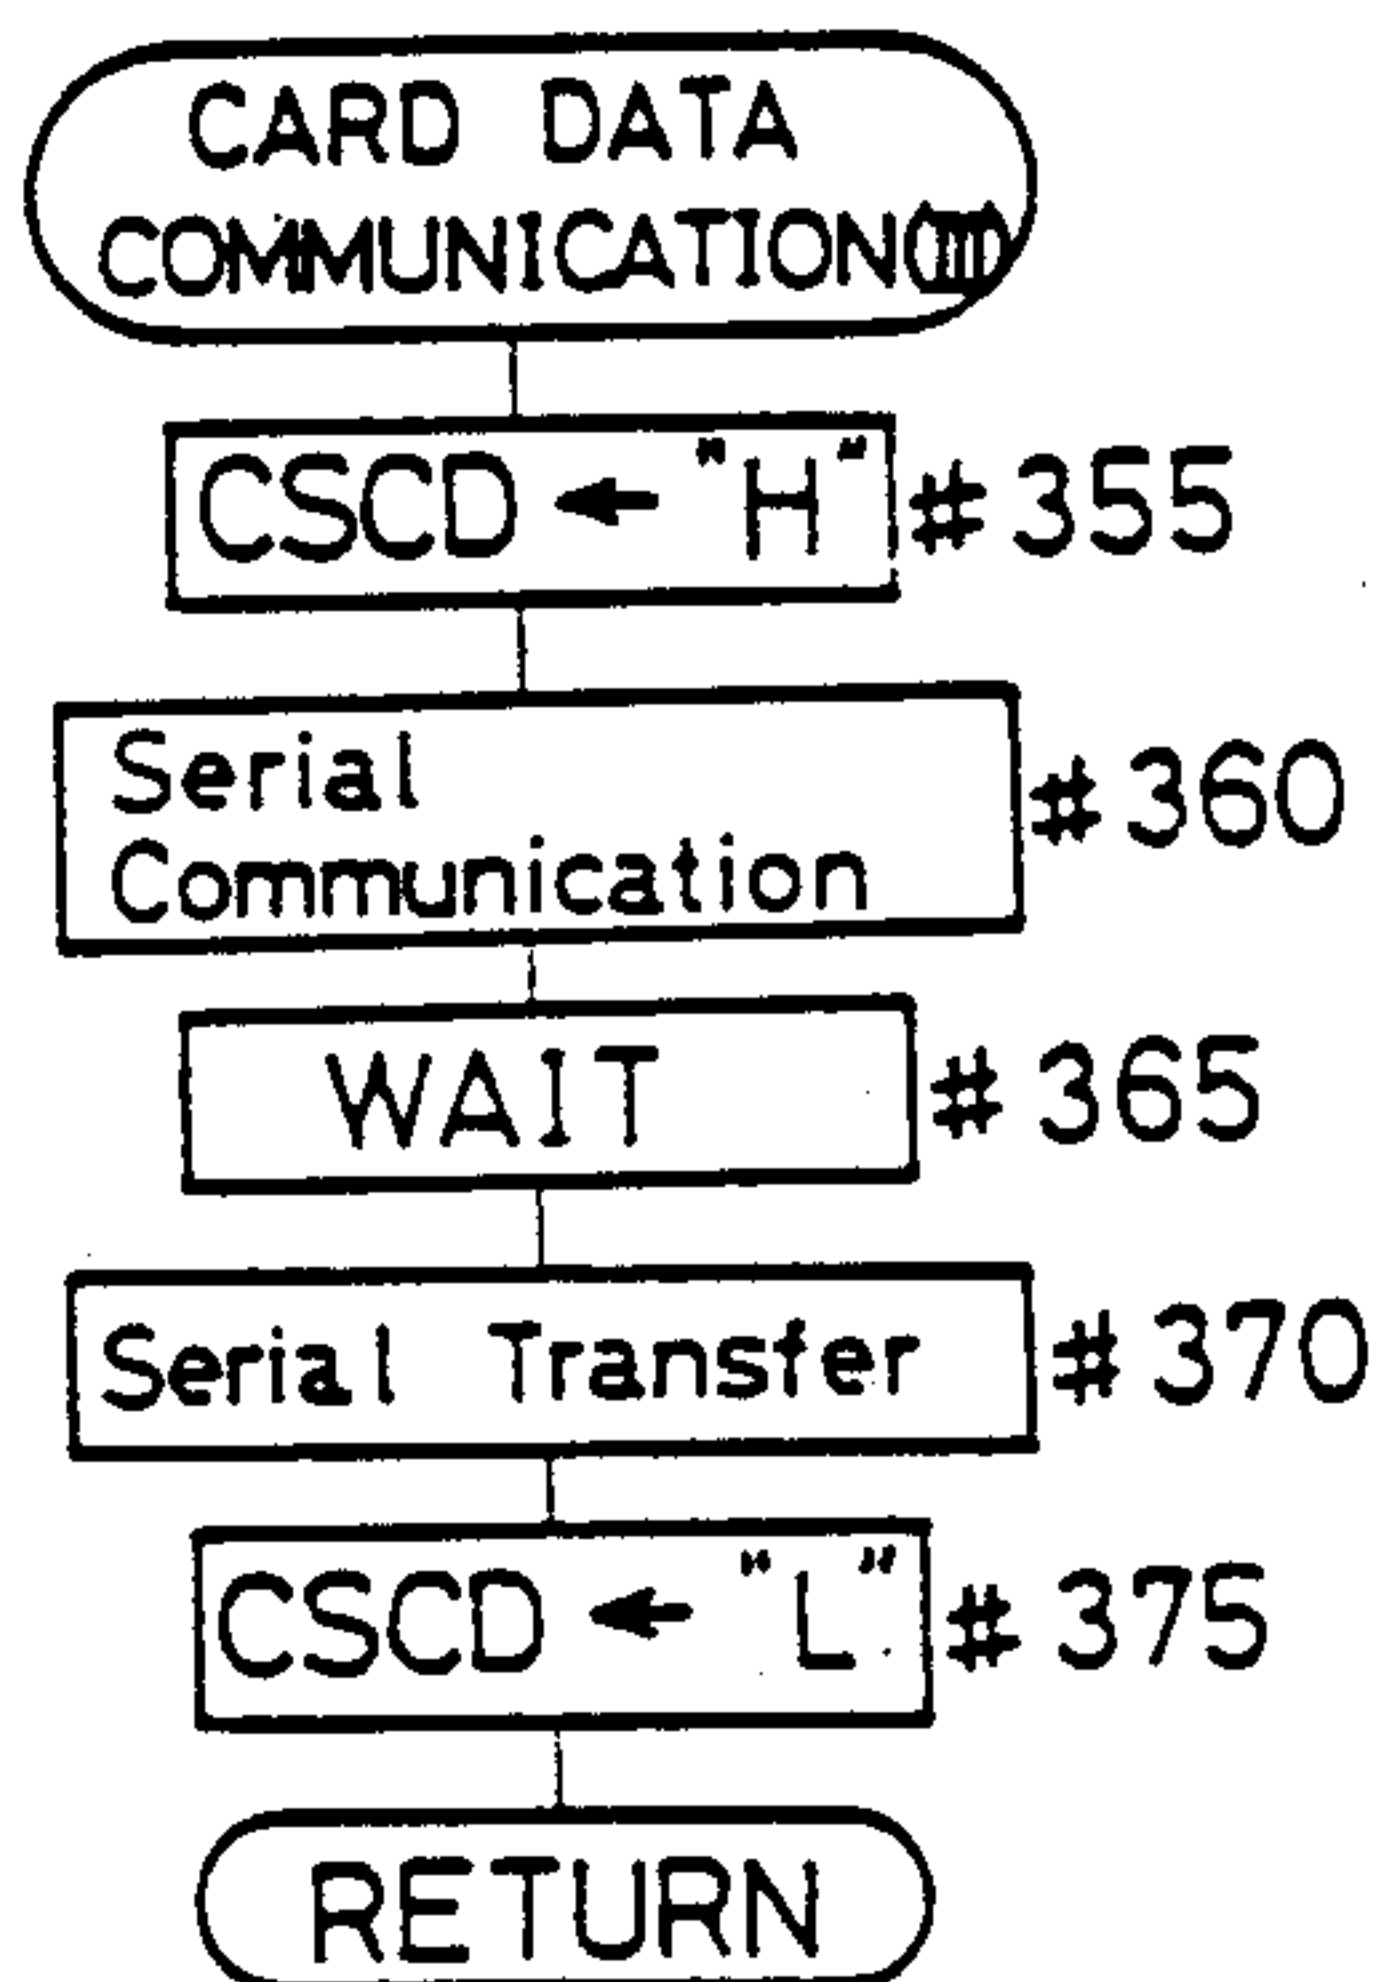 CARD DATA
COMMUNICATION(III)
CSCD ← "H" #355
Serial
Communication
#360
WAIT #365
Serial Transfer #370
CSCD ← "L" #375
RETURN